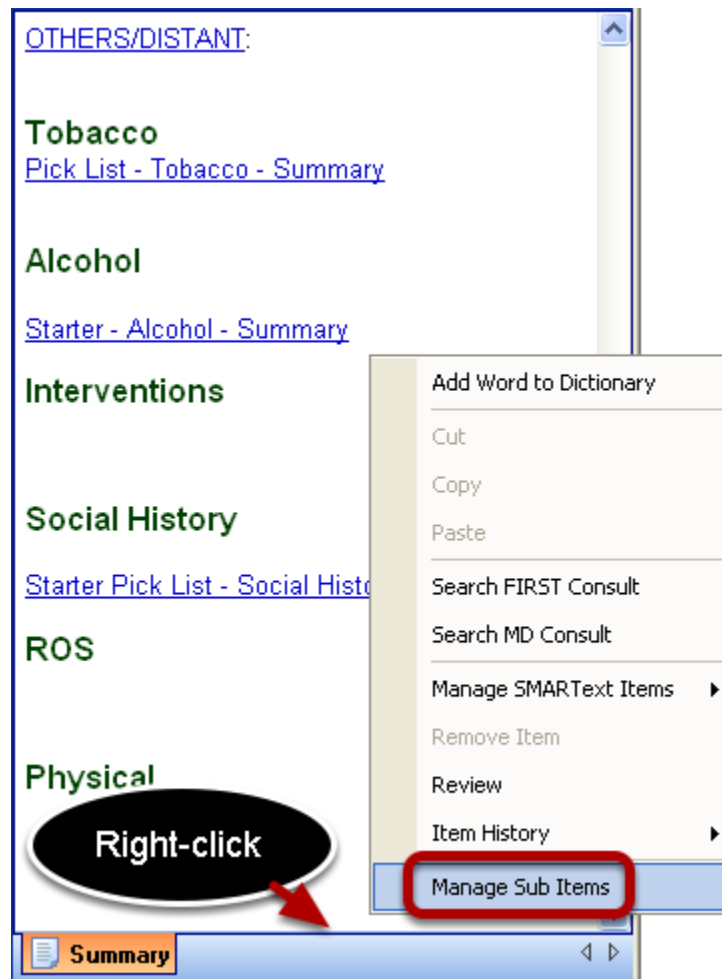 OTHERS/DISTANT:
Tobacco
Pick List - Tobacco - Summary
Alcohol
Starter - Alcohol - Summary
Interventions
Social History
Starter Pick List - Social Histo
ROS
Physical
Right-click
Summary
Add Word to Dictionary
Cut
Copy
Paste
Search FIRST Consult
Search MD Consult
Manage SMARText Items
Remove Item
Review
Item History
Manage Sub Items